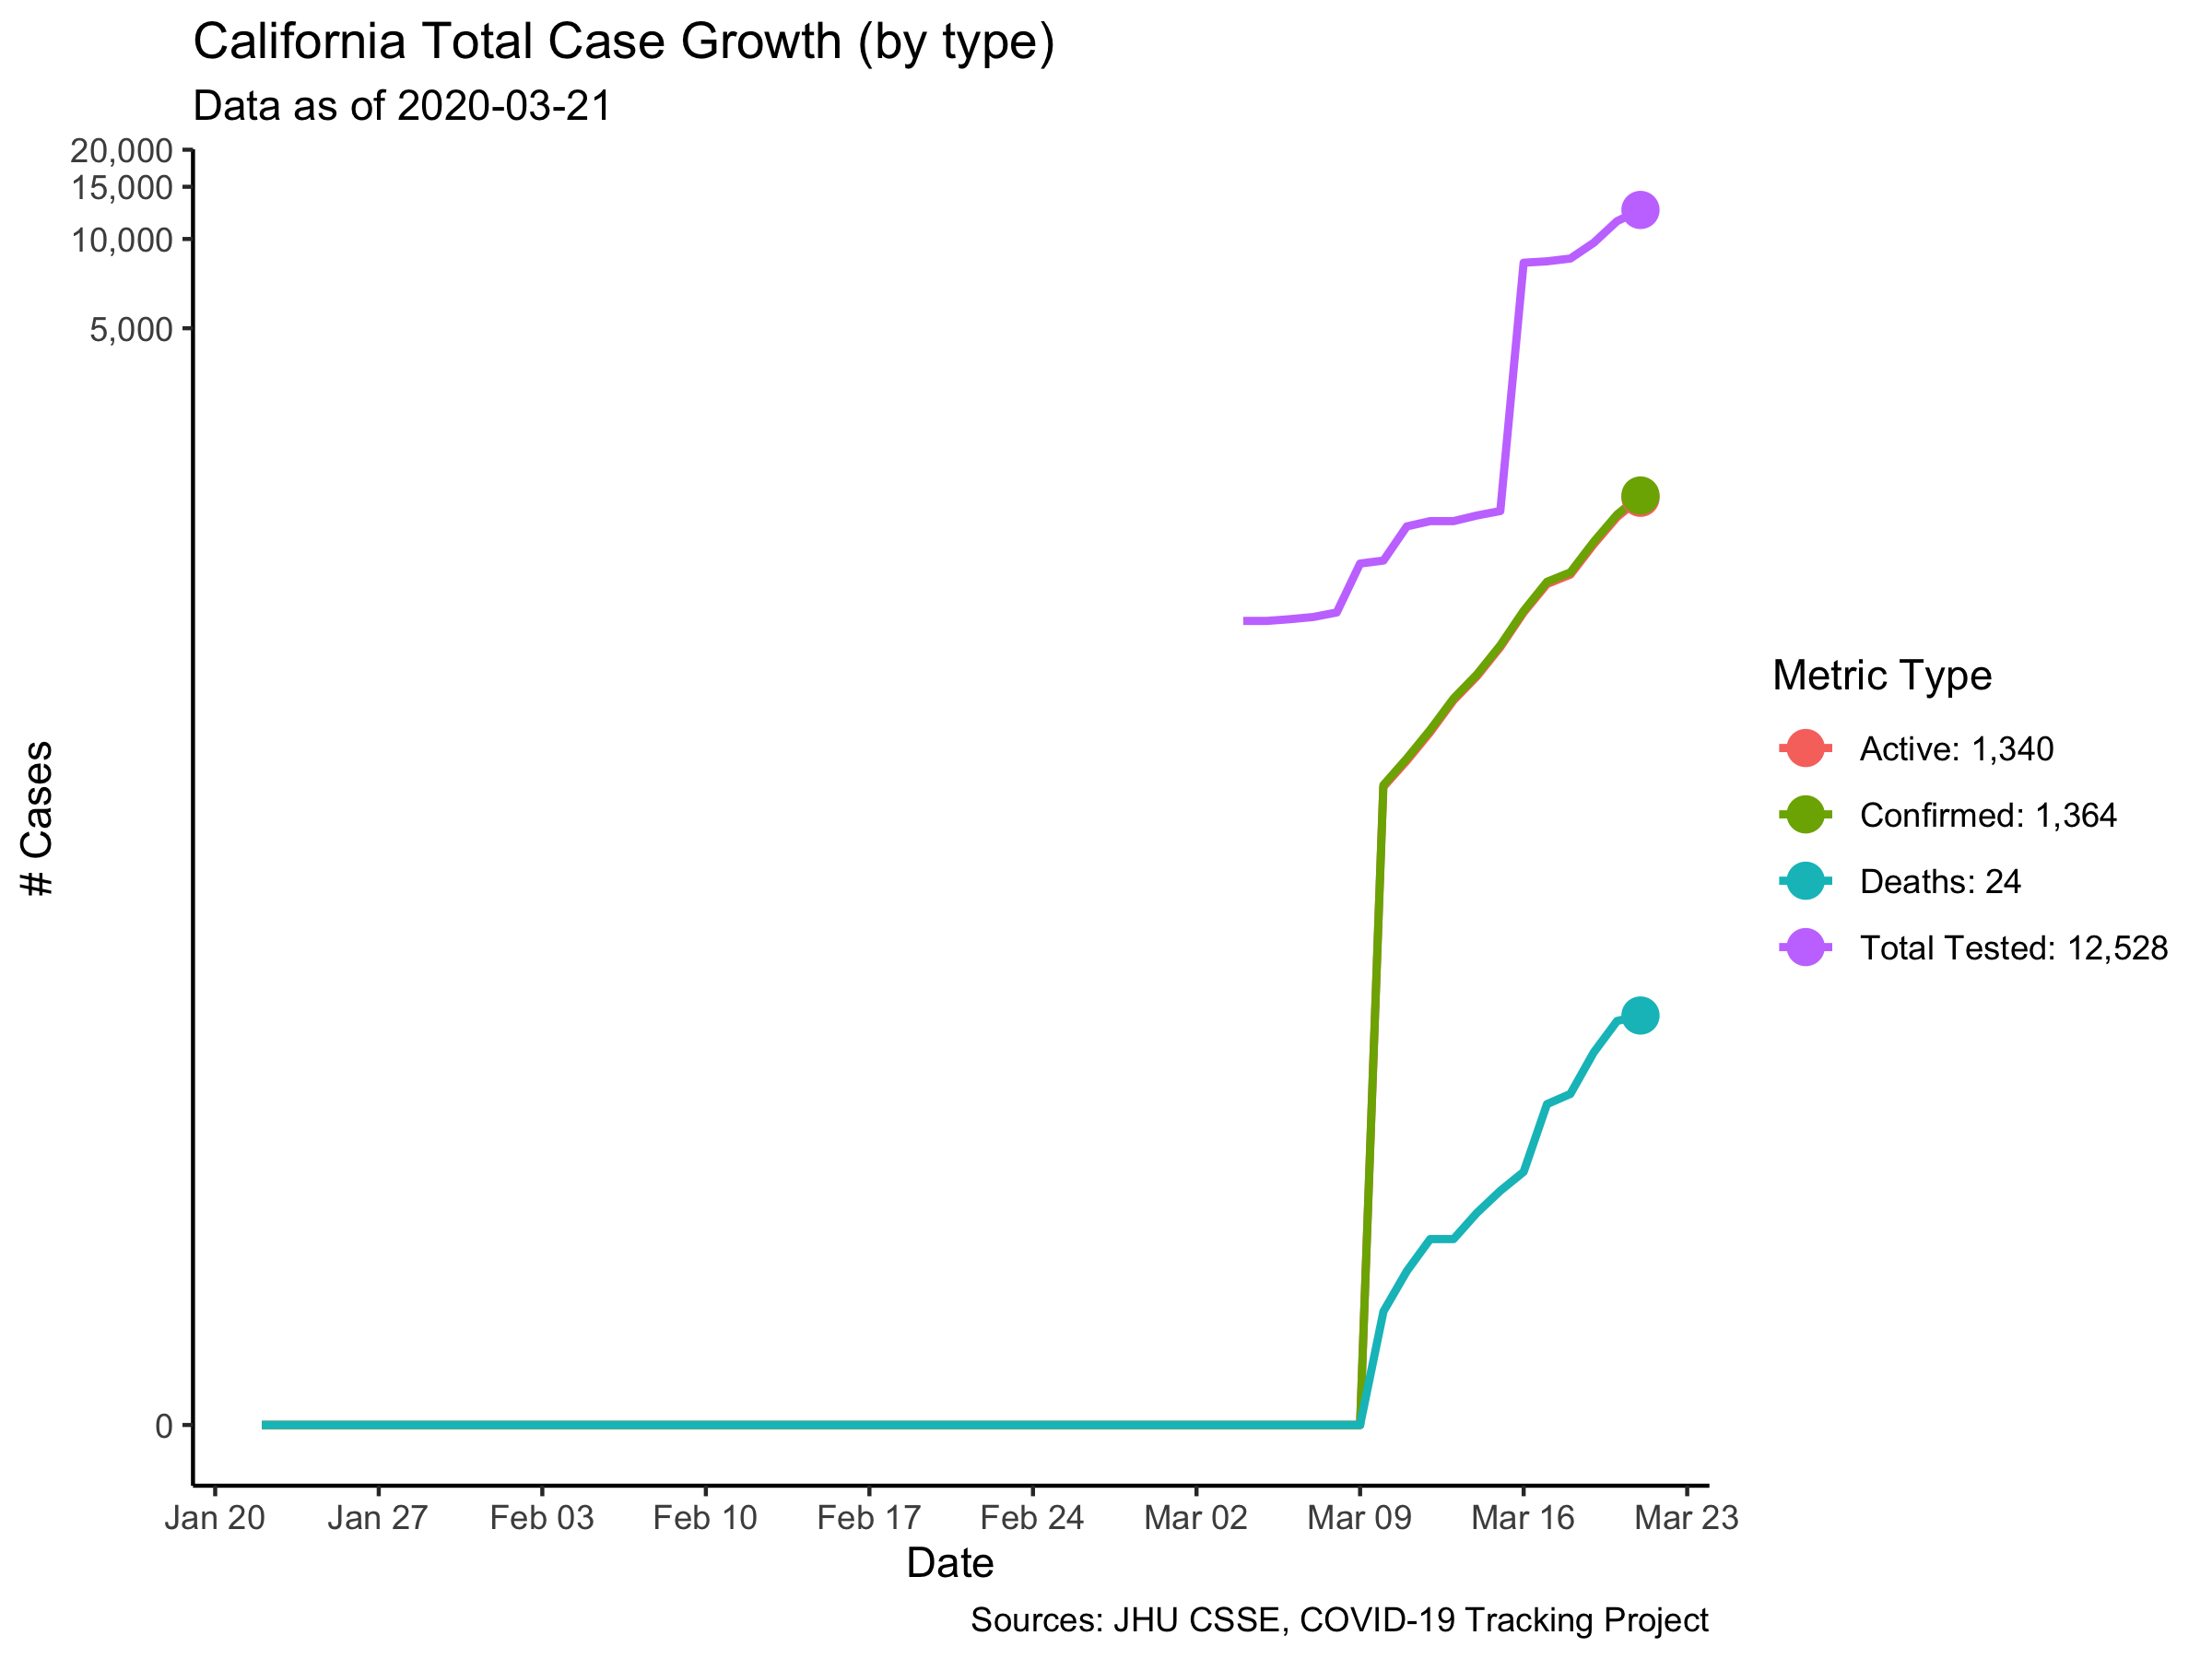 California Total Case Growth (by type)
Data as of 2020-03-21
20,000
15,000
10,000
5,000
0
# Cases
Jan 20 Jan 27 Feb 03 Feb 10 Feb 17 Feb 24 Mar 02 Mar 09 Mar 16 Mar 23
Date
Metric Type
Active: 1,340
Confirmed: 1,364
Deaths: 24
Total Tested: 12,528
Sources: JHU CSSE, COVID-19 Tracking Project